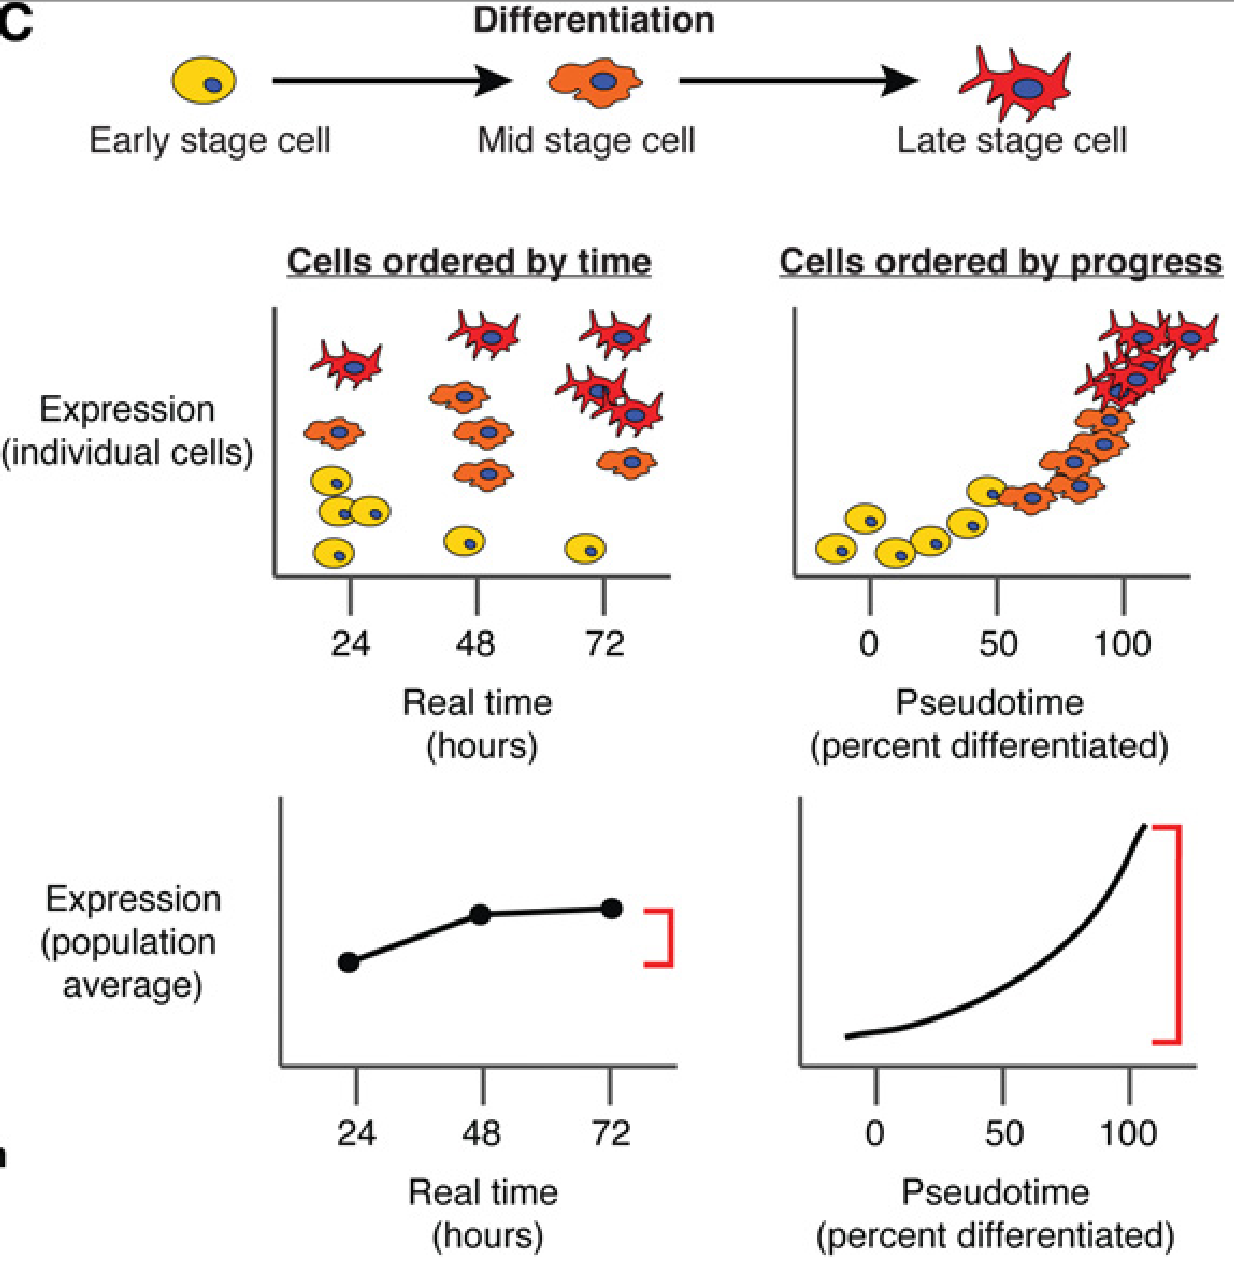 C
Differentiation
Early stage cell
Mid stage cell
Late stage cell
Cells ordered by time
Cells ordered by progress
Expression
(individual cells)
24 48 72
0 50 100
Real time
(hours)
Pseudotime
(percent differentiated)
Expression
(population
average)
24 48 72
0 50 100
Real time
(hours)
Pseudotime
(percent differentiated)